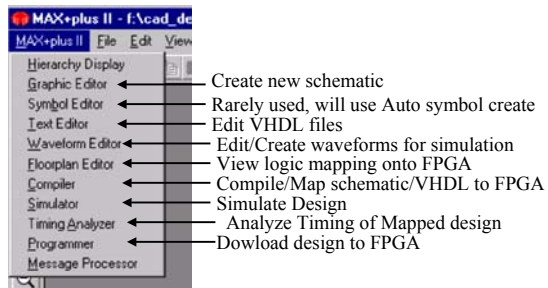 MAX+plus II - f:\cad_de
MAX+plus II File Edit View
Hierarchy Display
Graphic Editor Create new schematic
Symbol Editor Rarely used, will use Auto symbol create
Text Editor Edit VHDL files
Waveform Editor Edit/Create waveforms for simulation
Floorplan Editor View logic mapping onto FPGA
Compiler Compile/Map schematic/VHDL to FPGA
Simulator Simulate Design
Timing Analyzer Analyze Timing of Mapped design
Programmer Dowload design to FPGA
Message Processor